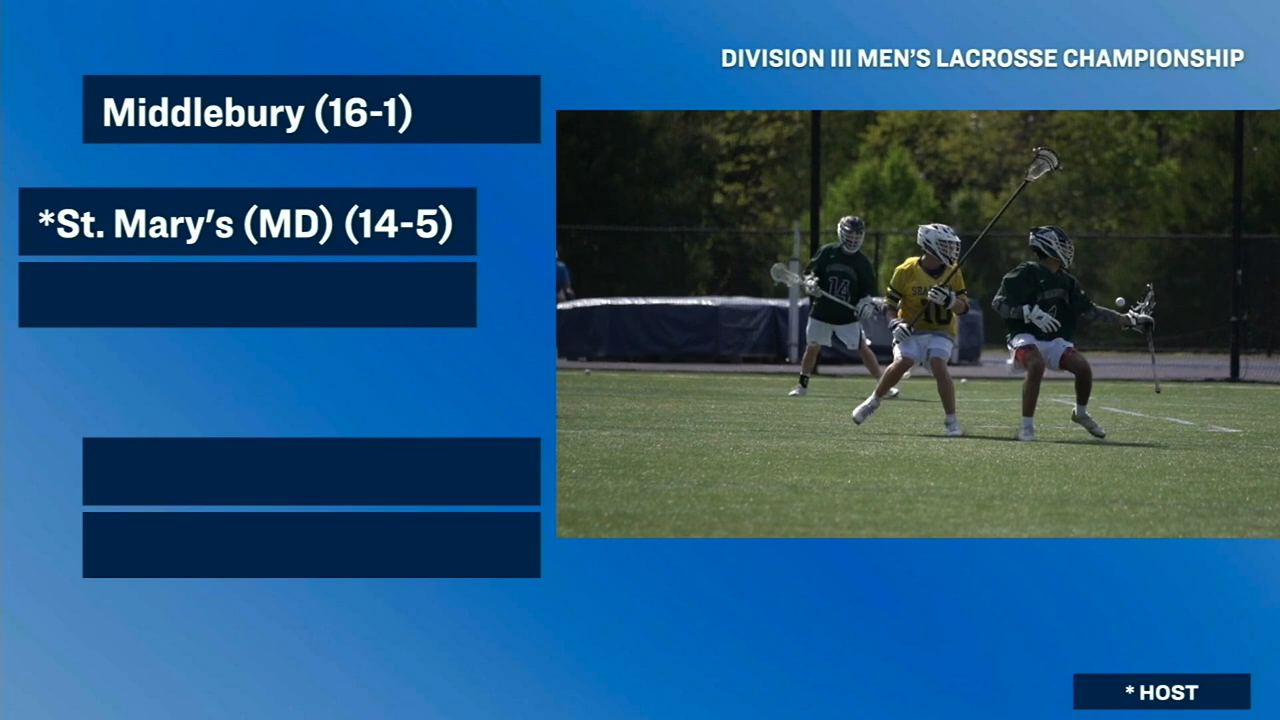 DIVISION III MEN'S LACROSSE CHAMPIONSHIP
Middlebury (16-1)
*St. Mary's (MD) (14-5)
14
10
* HOST